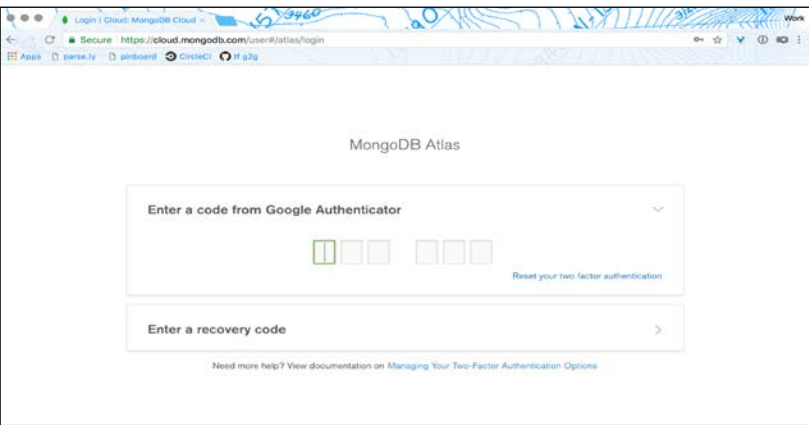 Login | Cloud: MongoDB Cloud
9460
Work
Secure https://cloud.mongodb.com/user#/atlas/login
Apps parse.ly pinboard CircleCI tf g2g
MongoDB Atlas
Enter a code from Google Authenticator
Reset your two factor authentication
Enter a recovery code
Need more help? View documentation on Managing Your Two-Factor Authentication Options